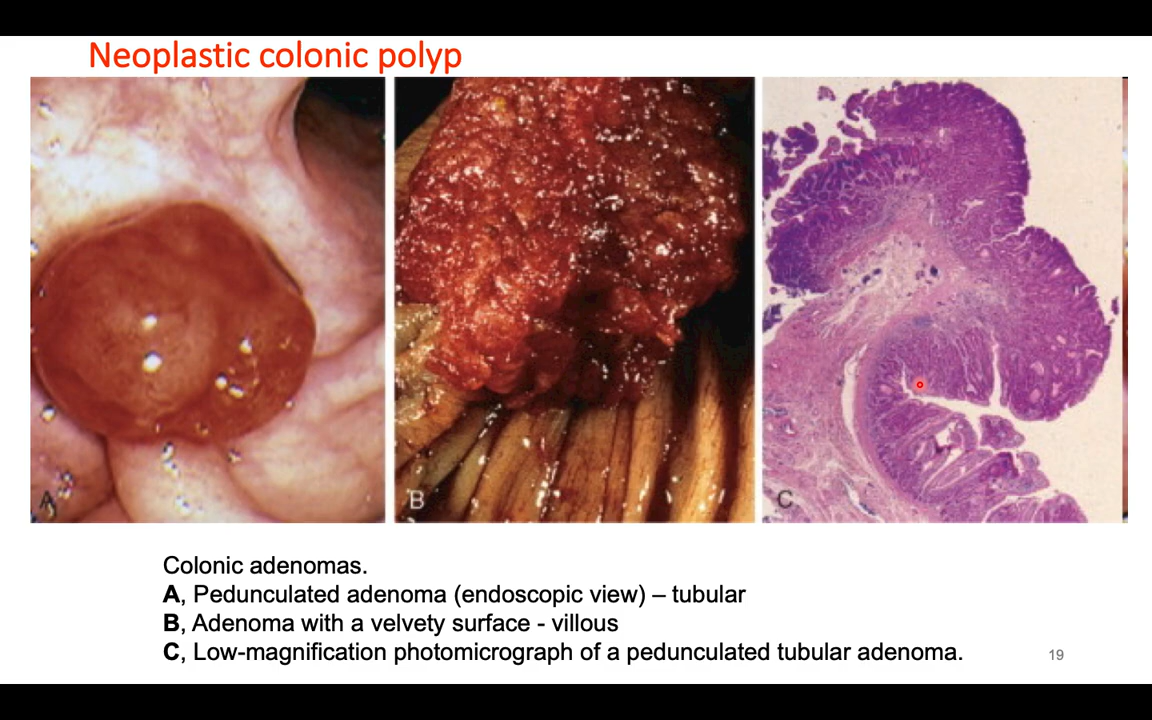 Neoplastic colonic polyp
A
B
C
Colonic adenomas.
A, Pedunculated adenoma (endoscopic view) – tubular
B, Adenoma with a velvety surface - villous
C, Low-magnification photomicrograph of a pedunculated tubular adenoma.
19